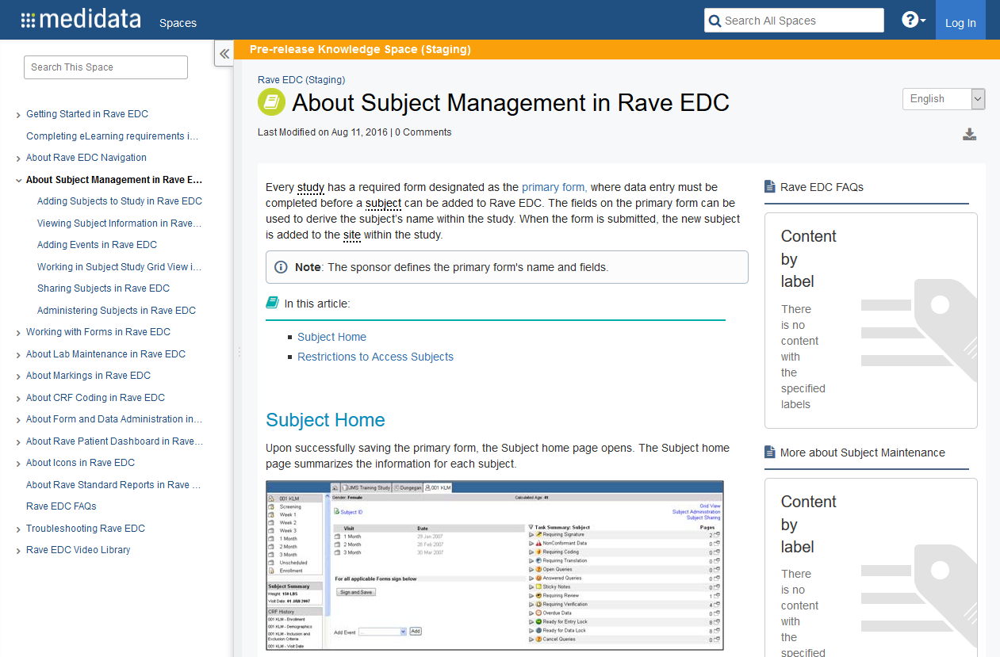 medidata
Spaces
Search All Spaces
Log In
Search This Space
Getting Started in Rave EDC
Completing eLearning requirements i...
About Rave EDC Navigation
About Subject Management in Rave E...
Adding Subjects to Study in Rave EDC
Viewing Subject Information in Rave...
Adding Events in Rave EDC
Working in Subject Study Grid View i...
Sharing Subjects in Rave EDC
Administering Subjects in Rave EDC
Working with Forms in Rave EDC
About Lab Maintenance in Rave EDC
About Markings in Rave EDC
About CRF Coding in Rave EDC
About Form and Data Administration in...
About Rave Patient Dashboard in Rave...
About Icons in Rave EDC
About Rave Standard Reports in Rave ...
Rave EDC FAQs
Troubleshooting Rave EDC
Rave EDC Video Library
Pre-release Knowledge Space (Staging)
Rave EDC (Staging)
About Subject Management in Rave EDC
Last Modified on Aug 11, 2016 | 0 Comments
English
Every study has a required form designated as the primary form, where data entry must be
completed before a subject can be added to Rave EDC. The fields on the primary form can be
used to derive the subject's name within the study. When the form is submitted, the new subject
is added to the site within the study.
Note: The sponsor defines the primary form's name and fields.
In this article:
Subject Home
Restrictions to Access Subjects
Subject Home
Upon successfully saving the primary form, the Subject home page opens. The Subject home
page summarizes the information for each subject.
JMS Training Study
Dungegan
001 KLM
001 KLM
Screening
Week 1
Week 2
Week 3
1 Month
2 Month
3 Month
Unscheduled
Enrollment
Subject Summary
Weight: 150 LBS
Visit Date: 01 JAN 2007
CRF History
001 KLM - Enrollment
001 KLM - Demographics
001 KLM - Inclusion and
Exclusion Criteria
001 KLM - Visit Date
Gender: Female
Calculated Age: 41
Subject ID
Grid View
Subject Administration
Subject Sharing
Visit Date
1 Month 29 Jan 2007
2 Month 28 Feb 2007
3 Month 30 Mar 2007
For all applicable Forms sign below
Sign and Save
Add Event ... Add
Task Summary: Subject Pages
Requiring Signature 2
NonConformant Data 0
Requiring Coding 0
Requiring Translation 0
Open Queries 0
Answered Queries 0
Sticky Notes 0
Requiring Review 1
Requiring Verification 4
Overdue Data 0
Ready for Entry Lock 8
Ready for Data Lock 8
Cancel Queries 0
Rave EDC FAQs
Content
by
label
There
is no
content
with
the
specified
labels
More about Subject Maintenance
Content
by
label
There
is no
content
with
the
specified